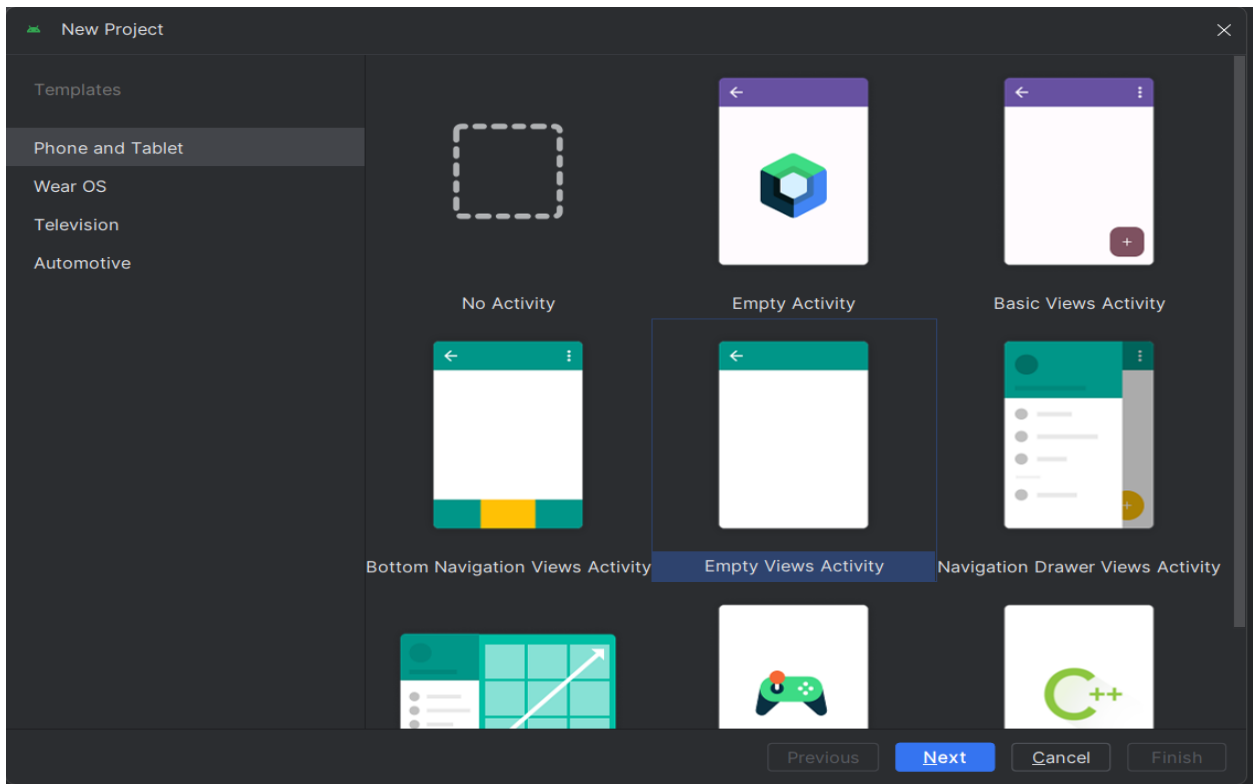 New Project
Templates
Phone and Tablet
Wear OS
Television
Automotive
No Activity
Empty Activity
Basic Views Activity
Bottom Navigation Views Activity
Empty Views Activity
Navigation Drawer Views Activity
C++
Previous
Next
Cancel
Finish